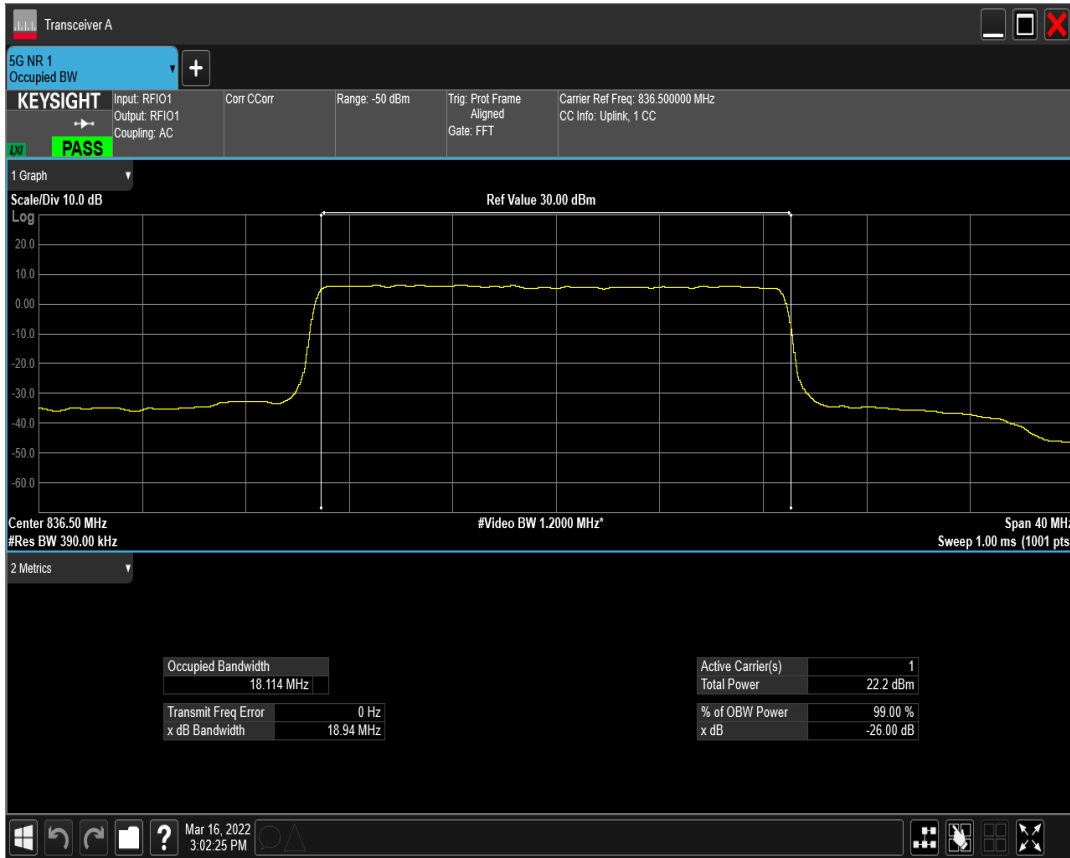 Transceiver A
5G NR 1
Occupied BW
+
KEYSIGHT
LXI
PASS
Input: RFIO1
Output: RFIO1
Coupling: AC
Corr CCorr
Range: -50 dBm
Trig: Prot Frame
Aligned
Gate: FFT
Carrier Ref Freq: 836.500000 MHz
CC Info: Uplink, 1 CC
1 Graph
Scale/Div 10.0 dB
Ref Value 30.00 dBm
Log
20.0
10.0
0.00
-10.0
-20.0
-30.0
-40.0
-50.0
-60.0
Center 836.50 MHz
#Video BW 1.2000 MHz*
Span 40 MHz
#Res BW 390.00 kHz
Sweep 1.00 ms (1001 pts
2 Metrics
Occupied Bandwidth
18.114 MHz
Transmit Freq Error 0 Hz
x dB Bandwidth 18.94 MHz
Active Carrier(s) 1
Total Power 22.2 dBm
% of OBW Power 99.00 %
x dB -26.00 dB
?
Mar 16, 2022
3:02:25 PM